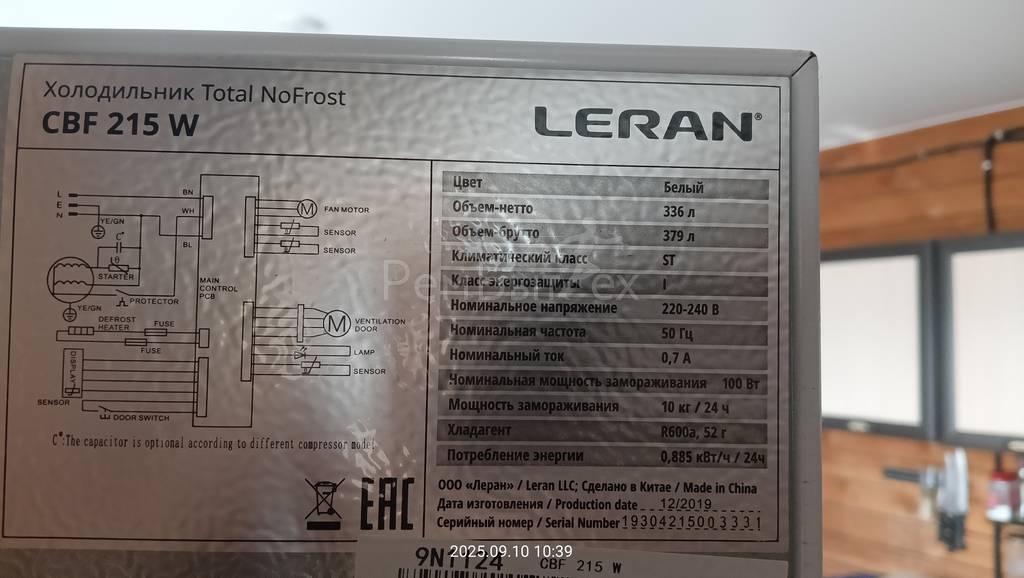 Холодильник Total NoFrost
CBF 215 W
LERAN®
L
E
N
BN
WH
BL
YE/GN
C*
STARTER
PROTECTOR
YE/GN
MAIN
CONTROL
PCB
DEFROST
HEATER
FUSE
FUSE
DISPLAY
SENSOR
DOOR SWITCH
M
FAN MOTOR
SENSOR
SENSOR
M
VENTILATION
DOOR
LAMP
SENSOR
C*:The capacitor is optional according to different compressor model
EAC
Цвет Белый
Объем-нетто 336 л
Объем-брутто 379 л
Климатический класс ST
Класс энергозащиты I
Номинальное напряжение 220-240 В
Номинальная частота 50 Гц
Номинальный ток 0,7 А
Номинальная мощность замораживания 100 Вт
Мощность замораживания 10 кг / 24 ч
Хладагент R600a, 52 г
Потребление энергии 0,885 кВт/ч / 24ч
ООО «Леран» / Leran LLC; Сделано в Китае / Made in China
Дата изготовления / Production date 12/2019
Серийный номер / Serial Number 19304215003331
2025.09.10 10:39
CBF 215 W